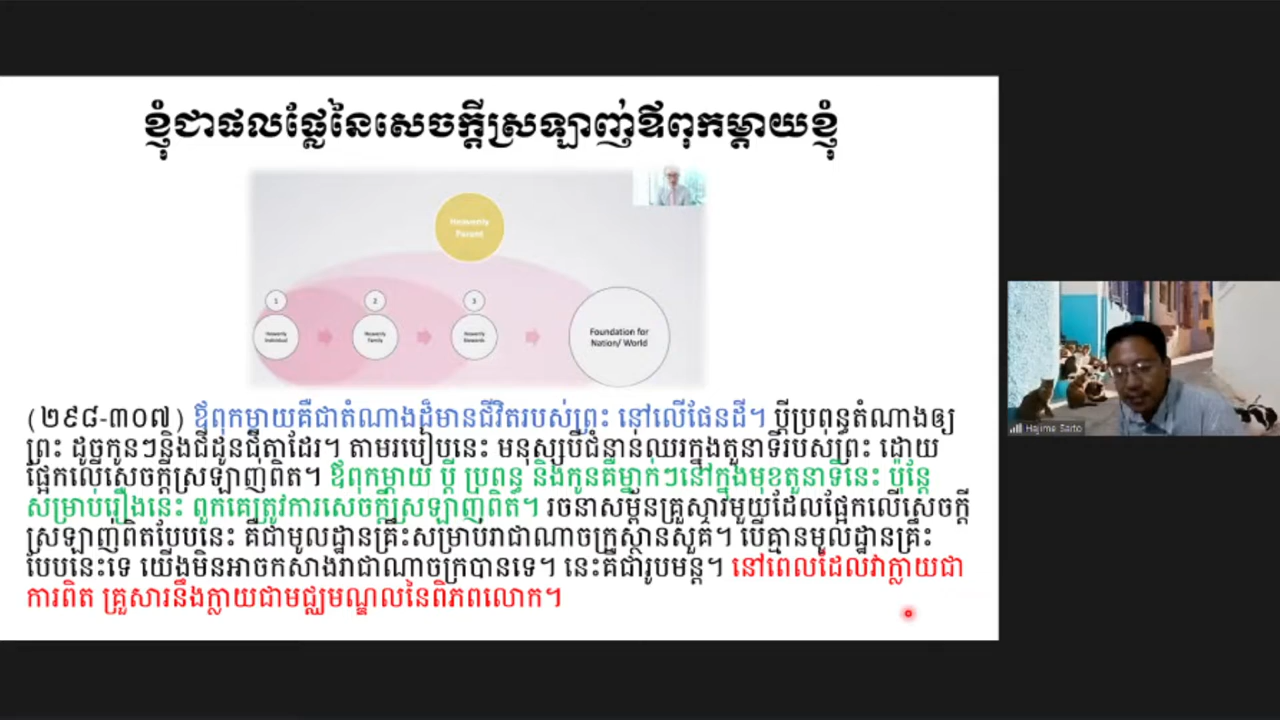 ខ្ញុំជាផលផ្លែនៃសេចក្តីស្រឡាញ់ឪពុកម្តាយខ្ញុំ
Heavenly
Parent
1
2
3
Heavenly
Individual
Heavenly
Family
Heavenly
Foundation for
Nation/ World
(២៩៨-៣០៧) ឪពុកម្តាយគឺជាតំណាងដ៏មានជីវិតរបស់ព្រះ នៅលើផែនដី។ ប្តីប្រពន្ធតំណាងឲ្យ
ព្រះ ដូចកូនៗនិងជីដូនជីតាដែរ។ តាមរបៀបនេះ មនុស្សបីជំនាន់ឈរក្នុងតួនាទីរបស់ព្រះ ដោយ
ផ្អែកលើសេចក្តីស្រឡាញ់ពិត។ ឪពុកម្តាយ ប្តី ប្រពន្ធ និងកូនគឺម្នាក់ៗនៅក្នុងមុខតួនាទីនេះ ប៉ុន្តែ
សម្រាប់រឿងនេះ ពួកគេត្រូវការសេចក្តីស្រឡាញ់ពិត។ រចនាសម្ព័នគ្រួសារមួយដែលផ្អែកលើសេចក្តី
ស្រឡាញ់ពិតបែបនេះ គឺជាមូលដ្ឋានគ្រឹះសម្រាប់រាជាណាចក្រស្ថានសួគ៌។ បើគ្មានមូលដ្ឋានគ្រឹះ
បែបនេះទេ យើងមិនអាចកសាងរាជាណាចក្របានទេ។ នេះគឺជារូបមន្ត។ នៅពេលដែលវាក្លាយជា
ការពិត គ្រួសារនឹងក្លាយជាមជ្ឈមណ្ឌលនៃពិភពលោក។
Hajime Saito